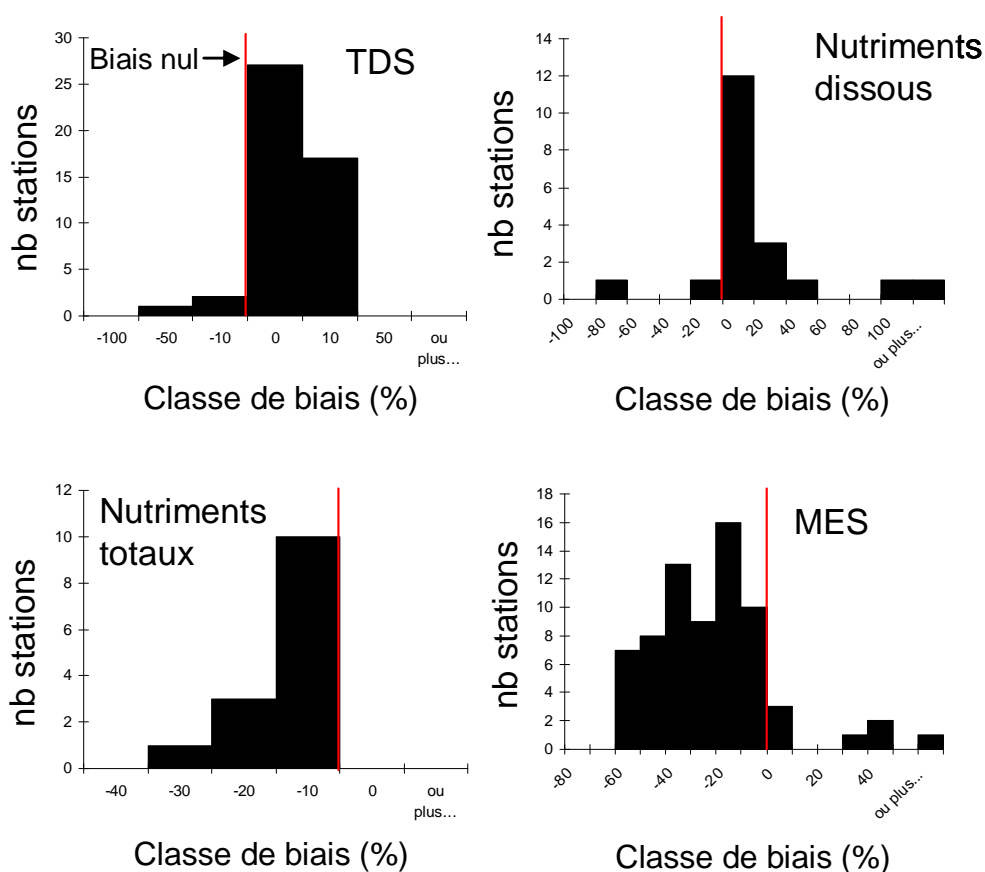 TDS
Biais nul
30
25
20
15
10
5
0
nb stations
-100 -50 -10 0 10 50 ou
plus...
Classe de biais (%)
Nutriments
dissous
14
12
10
8
6
4
2
0
nb stations
-100 -80 -60 -40 -20 0 20 40 60 80 100 ou plus...
Classe de biais (%)
Nutriments
totaux
12
10
8
6
4
2
0
nb stations
-40 -30 -20 -10 0 ou
plus...
Classe de biais (%)
MES
18
16
14
12
10
8
6
4
2
0
nb stations
-80 -60 -40 -20 0 20 40 ou plus...
Classe de biais (%)